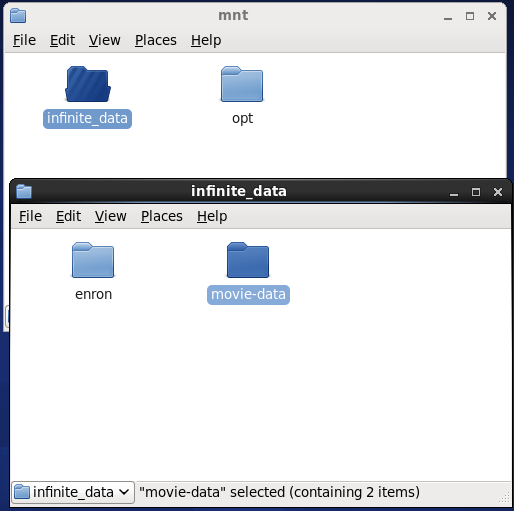 mnt
File Edit View Places Help
infinite_data opt
infinite_data
File Edit View Places Help
enron movie-data
infinite_data "movie-data" selected (containing 2 items)